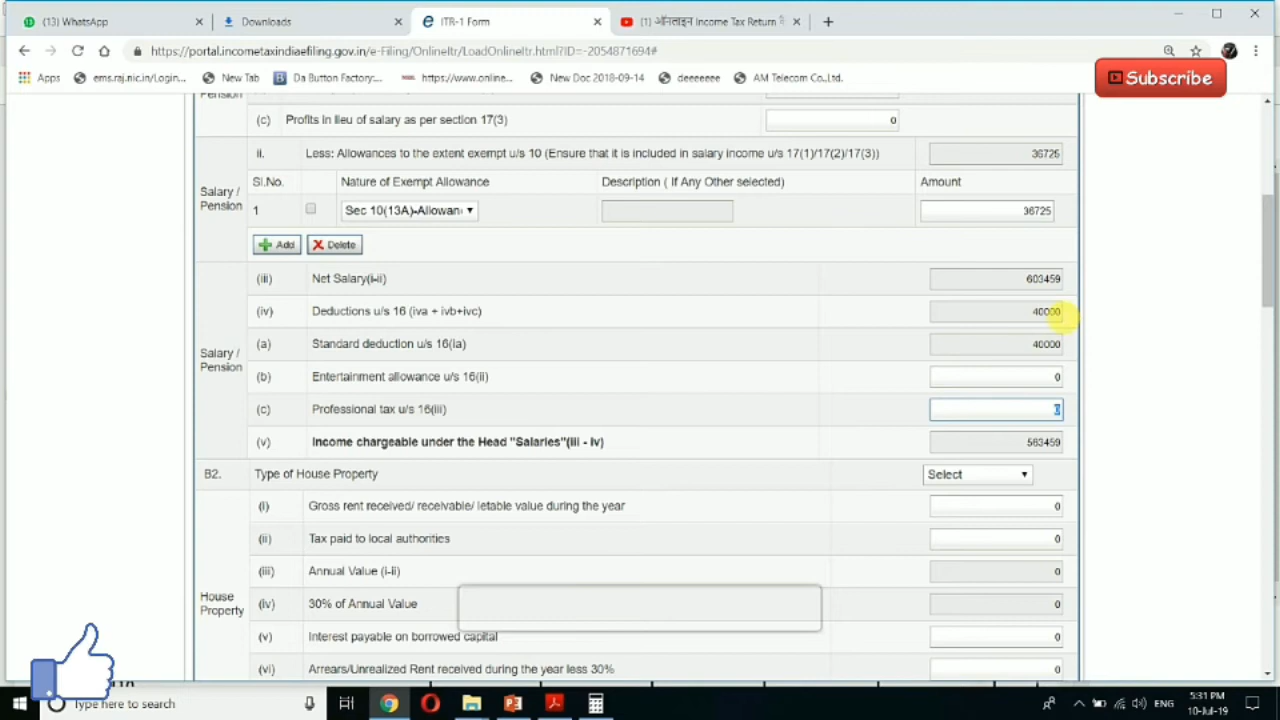 (13) WhatsApp
Downloads
ITR-1 Form
(1) ऑनलाइन Income Tax Return
https://portal.incometaxindiaefiling.gov.in/e-Filing/OnlineItr/LoadOnlineItr.html?ID=-2054871694#
Apps ems.raj.nic.in/Login... New Tab Da Button Factory:... https://www.online... New Doc 2018-09-14 deeeeeee AM Telecom Co.,Ltd.
Subscribe
Pension
(c) Profits in lieu of salary as per section 17(3) 0
ii. Less: Allowances to the extent exempt u/s 10 (Ensure that it is included in salary income u/s 17(1)/17(2)/17(3)) 36725
Salary / Pension
Sl.No. Nature of Exempt Allowance Description ( If Any Other selected) Amount
1 Sec 10(13A)-Allowan 36725
Add Delete
(iii) Net Salary(i-ii) 603459
(iv) Deductions u/s 16 (iva + ivb+ivc) 40000
(a) Standard deduction u/s 16(ia) 40000
Salary / Pension
(b) Entertainment allowance u/s 16(ii) 0
(c) Professional tax u/s 16(iii) 0
(v) Income chargeable under the Head "Salaries"(iii - iv) 563459
B2. Type of House Property Select
(i) Gross rent received/ receivable/ letable value during the year 0
(ii) Tax paid to local authorities 0
(iii) Annual Value (i-ii) 0
House Property
(iv) 30% of Annual Value 0
(v) Interest payable on borrowed capital 0
(vi) Arrears/Unrealized Rent received during the year less 30% 0
Type here to search
ENG
5:31 PM
10-Jul-19